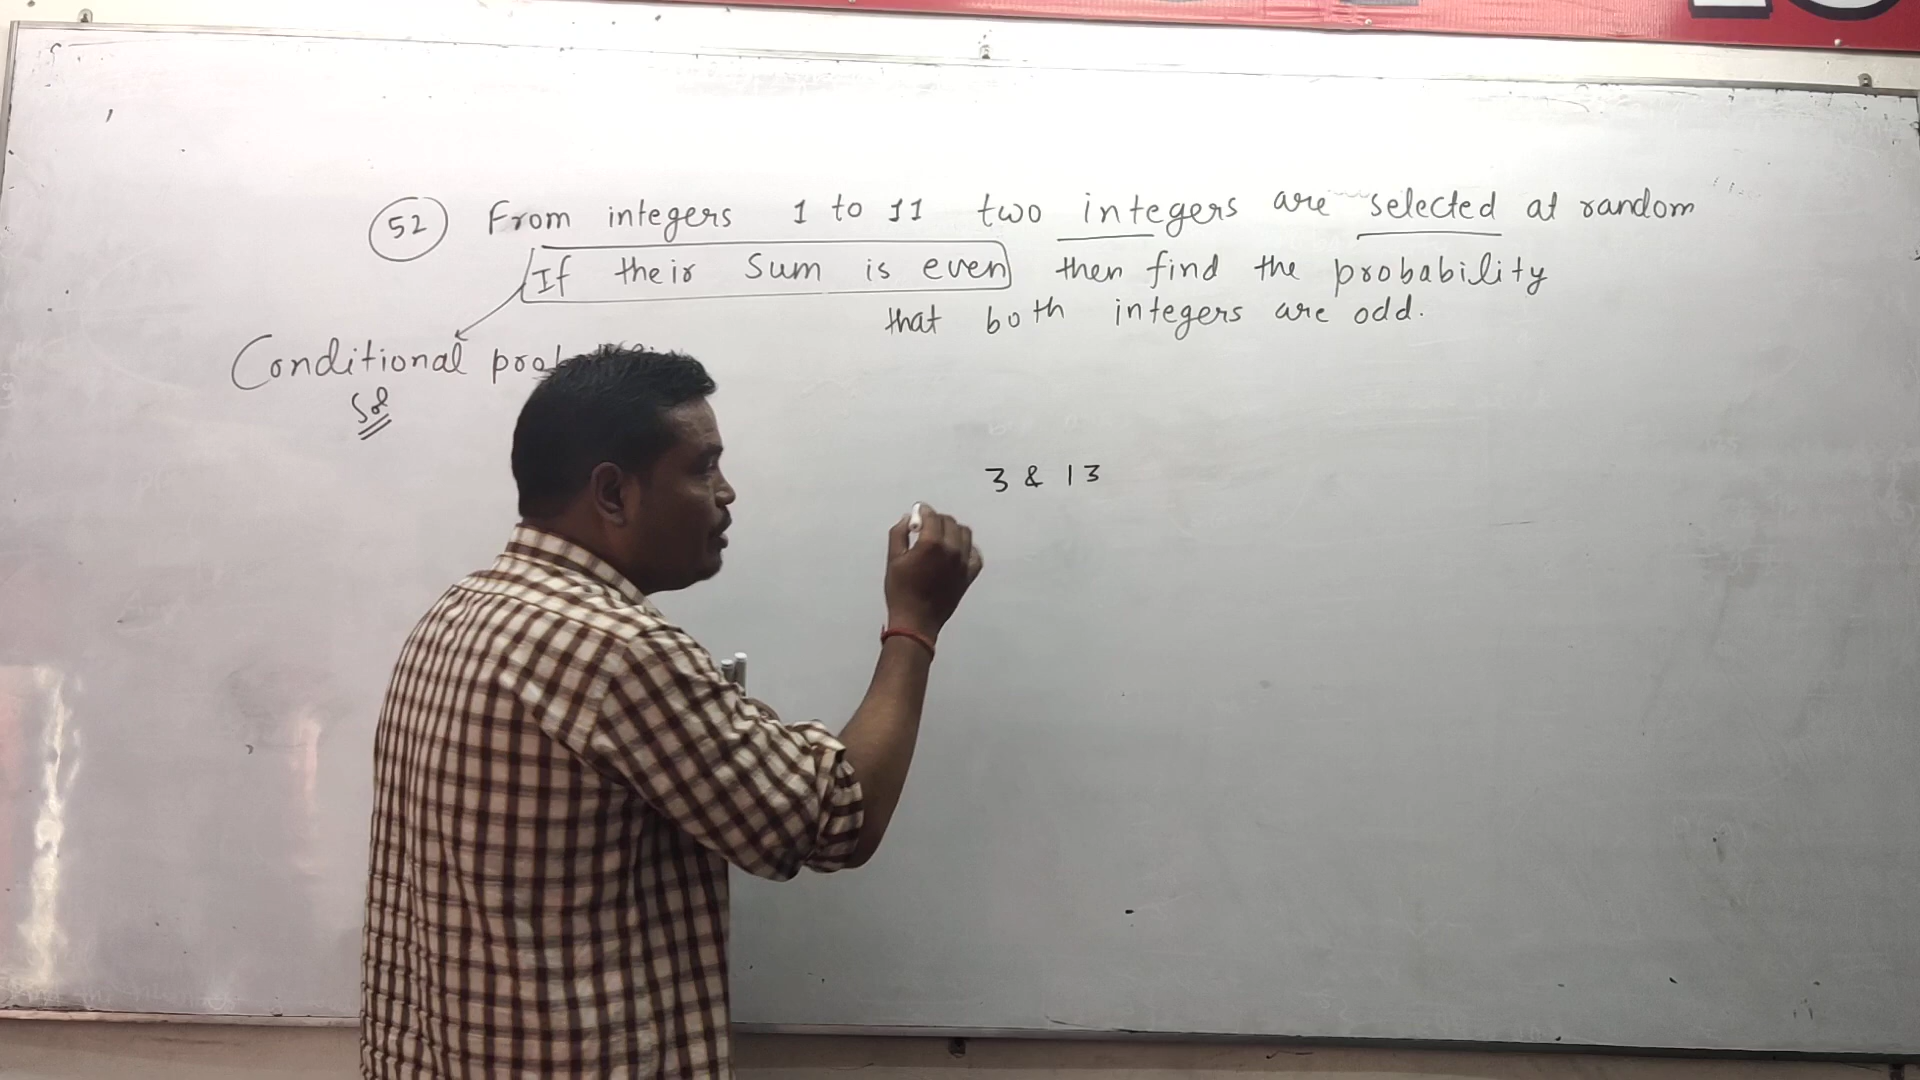 52 From integers 1 to 11 two integers are selected at random
If their sum is even then find the probability
that both integers are odd.
Conditional
Sol
3 & 13